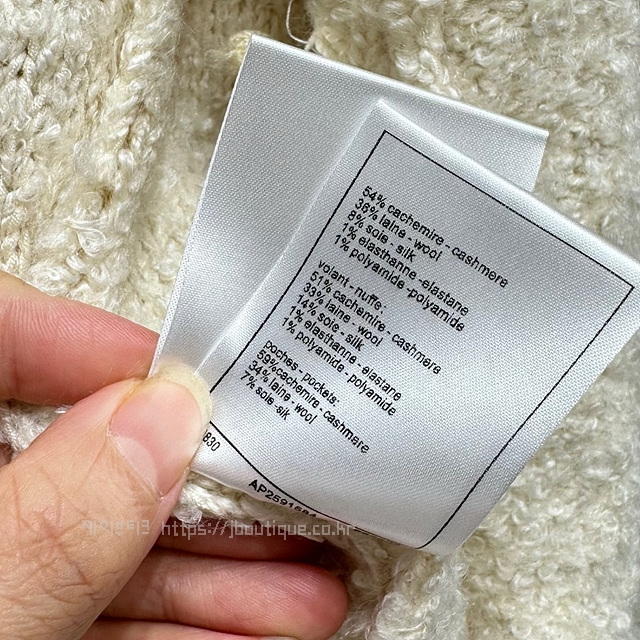 54% cachemire - cashmere
36% laine - wool
8% soie - silk
1% elasthanne -elastane
1% polyamide -polyamide
volant - ruffle:
51% cachemire - cashmere
33% laine - wool
14% soie - silk
1% elasthanne -elastane
1% polyamide - polyamide
poches - pockets:
59%cachemire - cashmere
34% laine - wool
7% soie -silk
830
https://jboutique.co.kr